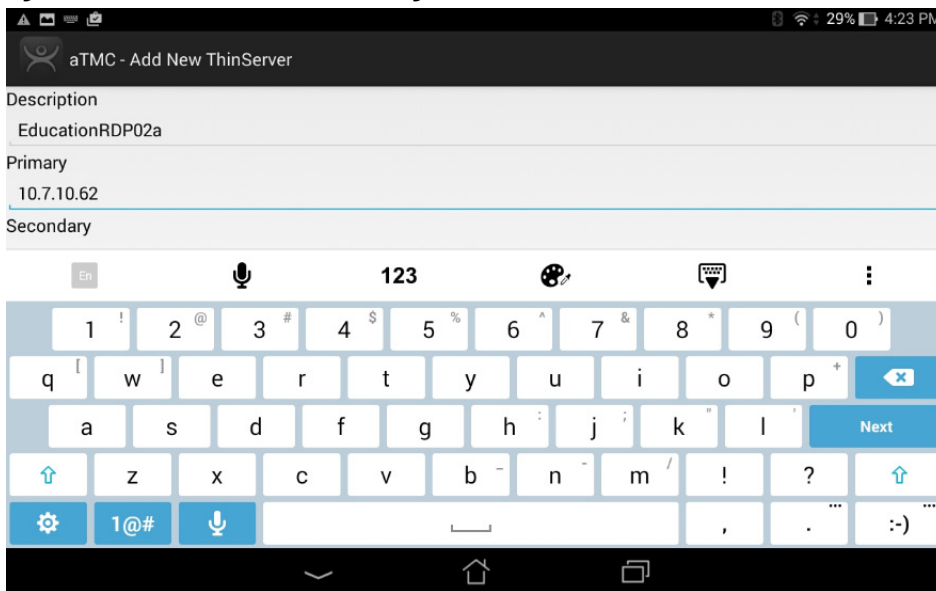 29% 4:23 PM
aTMC - Add New ThinServer
Description
EducationRDP02a
Primary
10.7.10.62
Secondary
En 123
1 ! 2 @ 3 # 4 $ 5 % 6 ^ 7 & 8 * 9 ( 0 )
q [ w ] e r t y u i o p +
a s d f g h : j ; k " l ' Next
z x c v b _ n - m / ! ?
1@# , . ... :-) ...